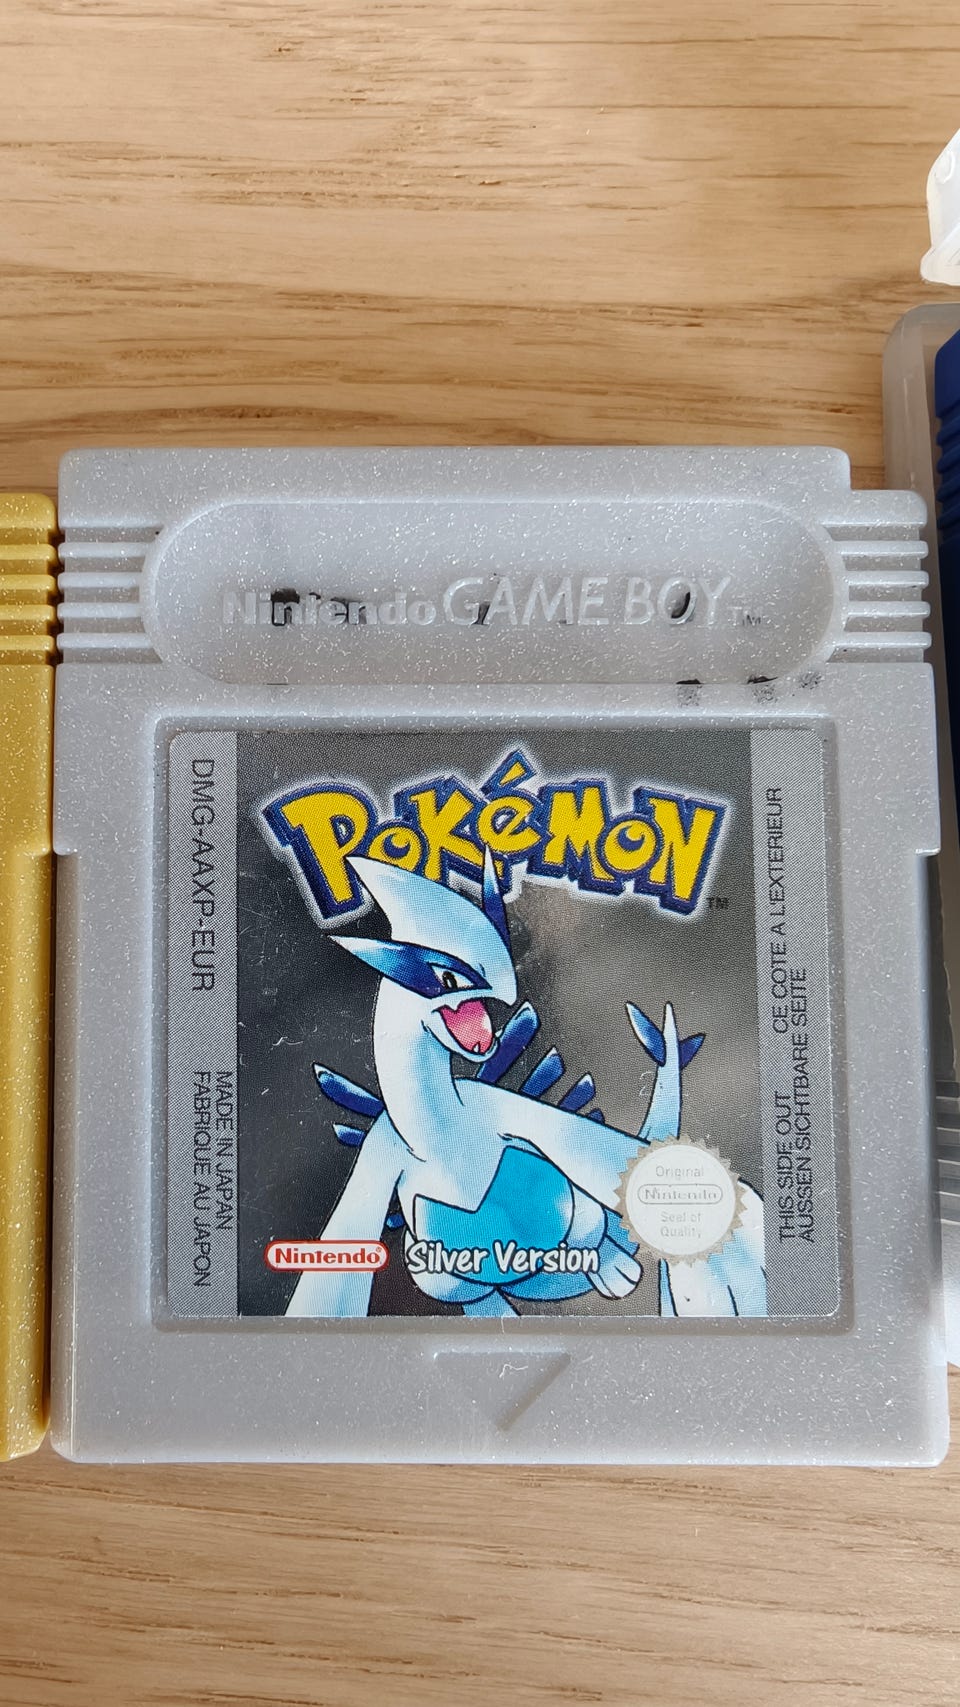 Nintendo GAME BOY TM
DMG-AAXP-EUR
MADE IN JAPAN
FABRIQUE AU JAPON
POKéMON
TM
Nintendo®
Silver Version
Original
Nintendo
Seal of
Quality
THIS SIDE OUT CE COTE A L'EXTERIEUR
AUSSEN SICHTBARE SEITE